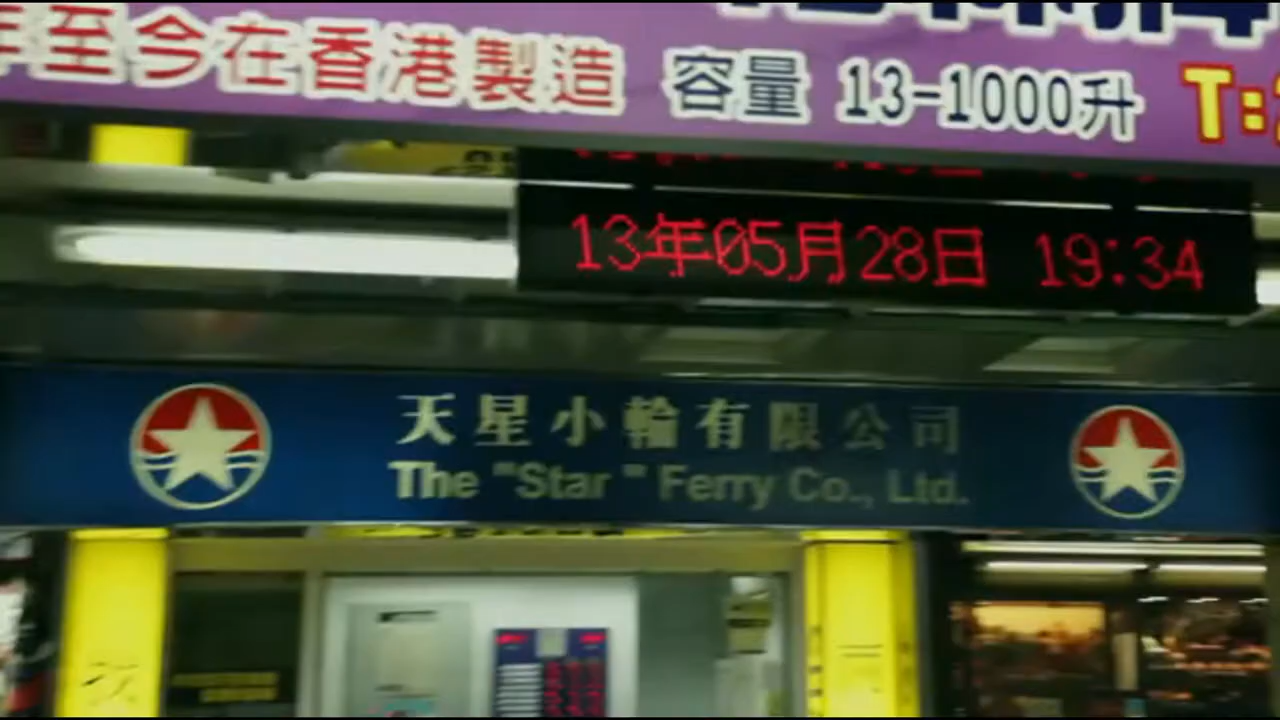 年至今在香港製造 容量 13-1000升 T:
13年05月28日 19:34
天星小輪有限公司
The "Star " Ferry Co., Ltd.